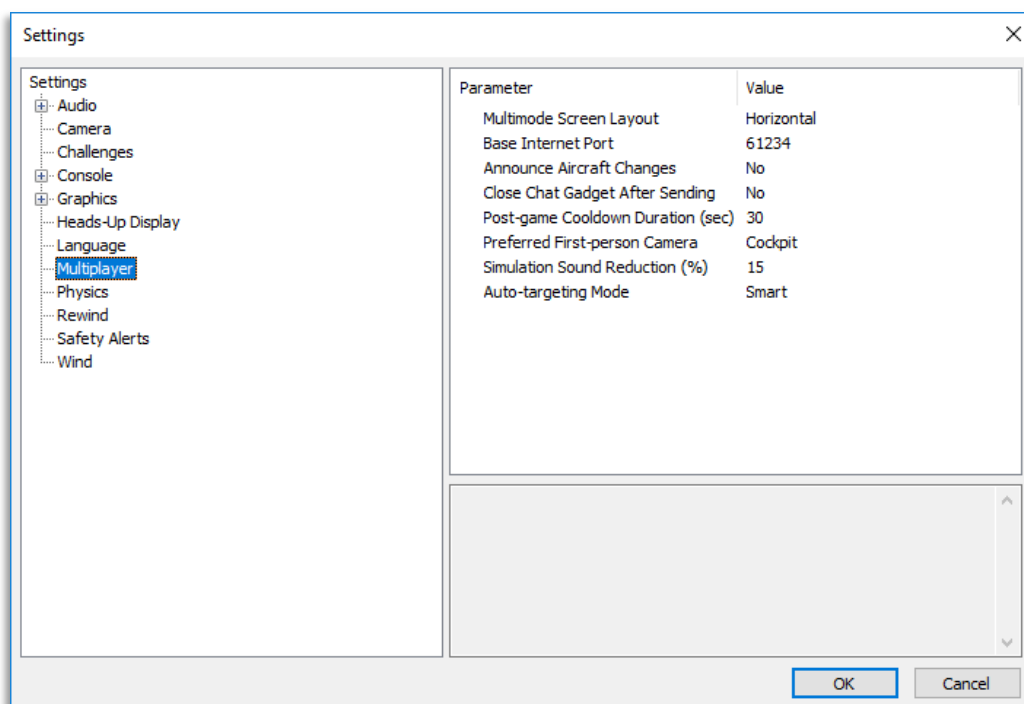 Settings
Settings
Audio
Camera
Challenges
Console
Graphics
Heads-Up Display
Language
Multiplayer
Physics
Rewind
Safety Alerts
Wind
Parameter Value
Multimode Screen Layout Horizontal
Base Internet Port 61234
Announce Aircraft Changes No
Close Chat Gadget After Sending No
Post-game Cooldown Duration (sec) 30
Preferred First-person Camera Cockpit
Simulation Sound Reduction (%) 15
Auto-targeting Mode Smart
OK Cancel